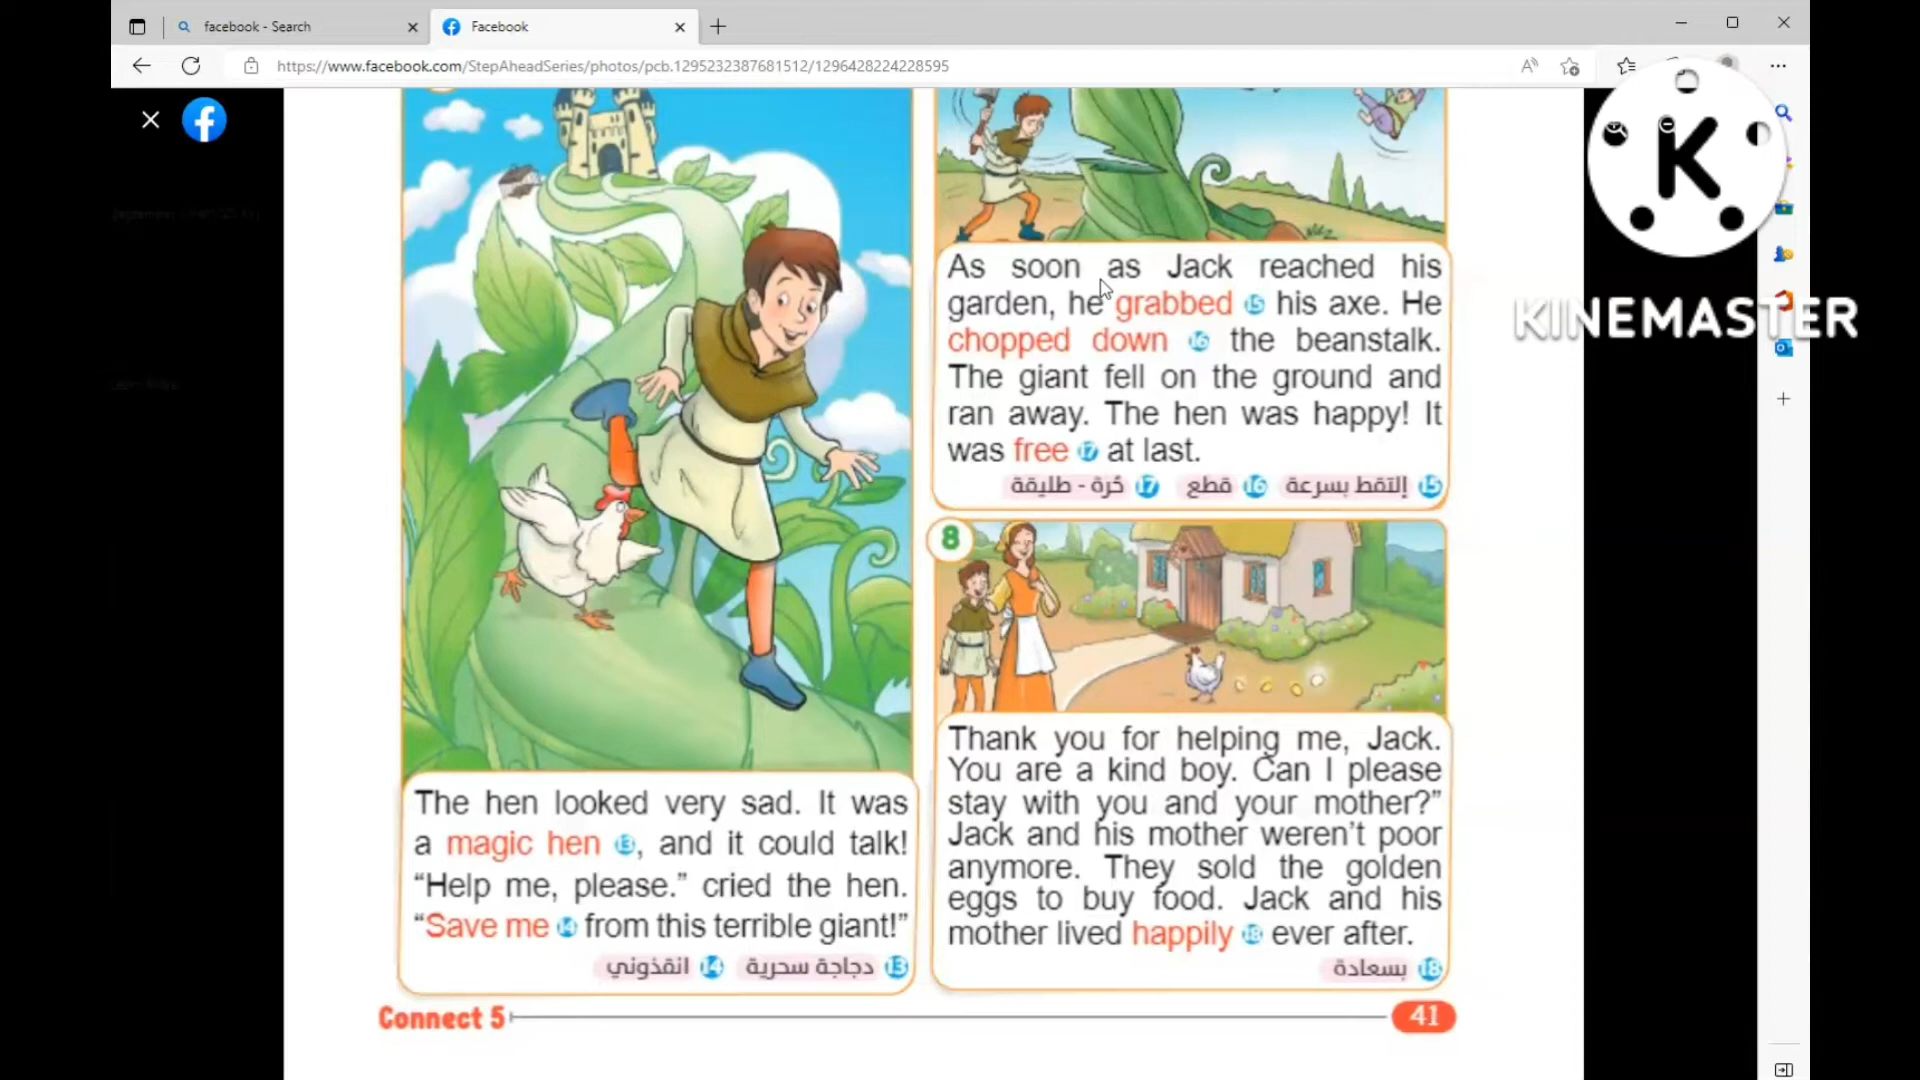 facebook - Search
Facebook
https://www.facebook.com/StepAheadSeries/photos/pcb.1295232387681512/1296428224228595
K
KINEMASTER
The hen looked very sad. It was
a magic hen 13, and it could talk!
“Help me, please.” cried the hen.
“Save me 14 from this terrible giant!”
13 دجاجة سحرية 14 انقذوني
As soon as Jack reached his
garden, he grabbed 15 his axe. He
chopped down 16 the beanstalk.
The giant fell on the ground and
ran away. The hen was happy! It
was free 17 at last.
15 إلتقط بسرعة 16 قطع 17 حُرة - طليقة
8
Thank you for helping me, Jack.
You are a kind boy. Can I please
stay with you and your mother?”
Jack and his mother weren’t poor
anymore. They sold the golden
eggs to buy food. Jack and his
mother lived happily 18 ever after.
18 بسعادة
Connect 5
41